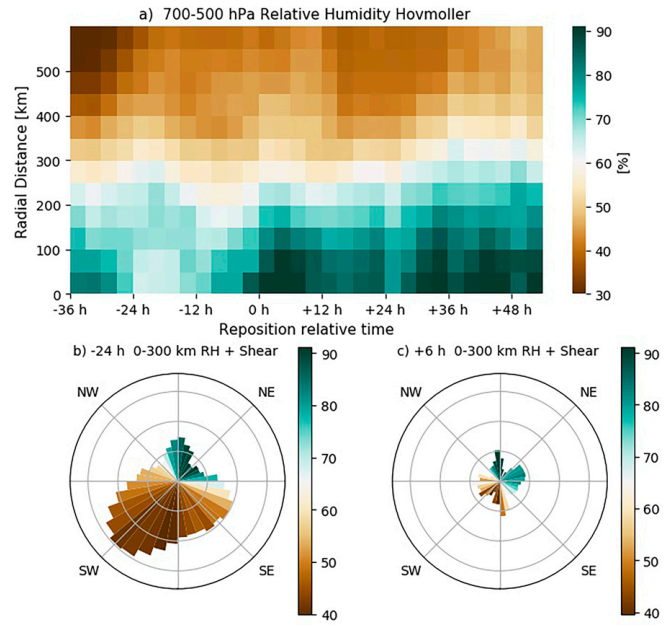 a) 700-500 hPa Relative Humidity Hovmoller
Radial Distance [km]
500
400
300
200
100
0
-36 h -24 h -12 h 0 h +12 h +24 h +36 h +48 h
Reposition relative time
90
80
70
60
50
40
30
[%]
b) -24 h 0-300 km RH + Shear
NW NE
SW SE
90
80
70
60
50
40
c) +6 h 0-300 km RH + Shear
NW NE
SW SE
90
80
70
60
50
40